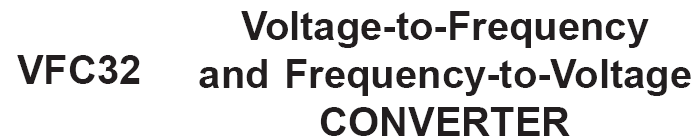 Voltage-to-Frequency
VFC32 and Frequency-to-Voltage
CONVERTER